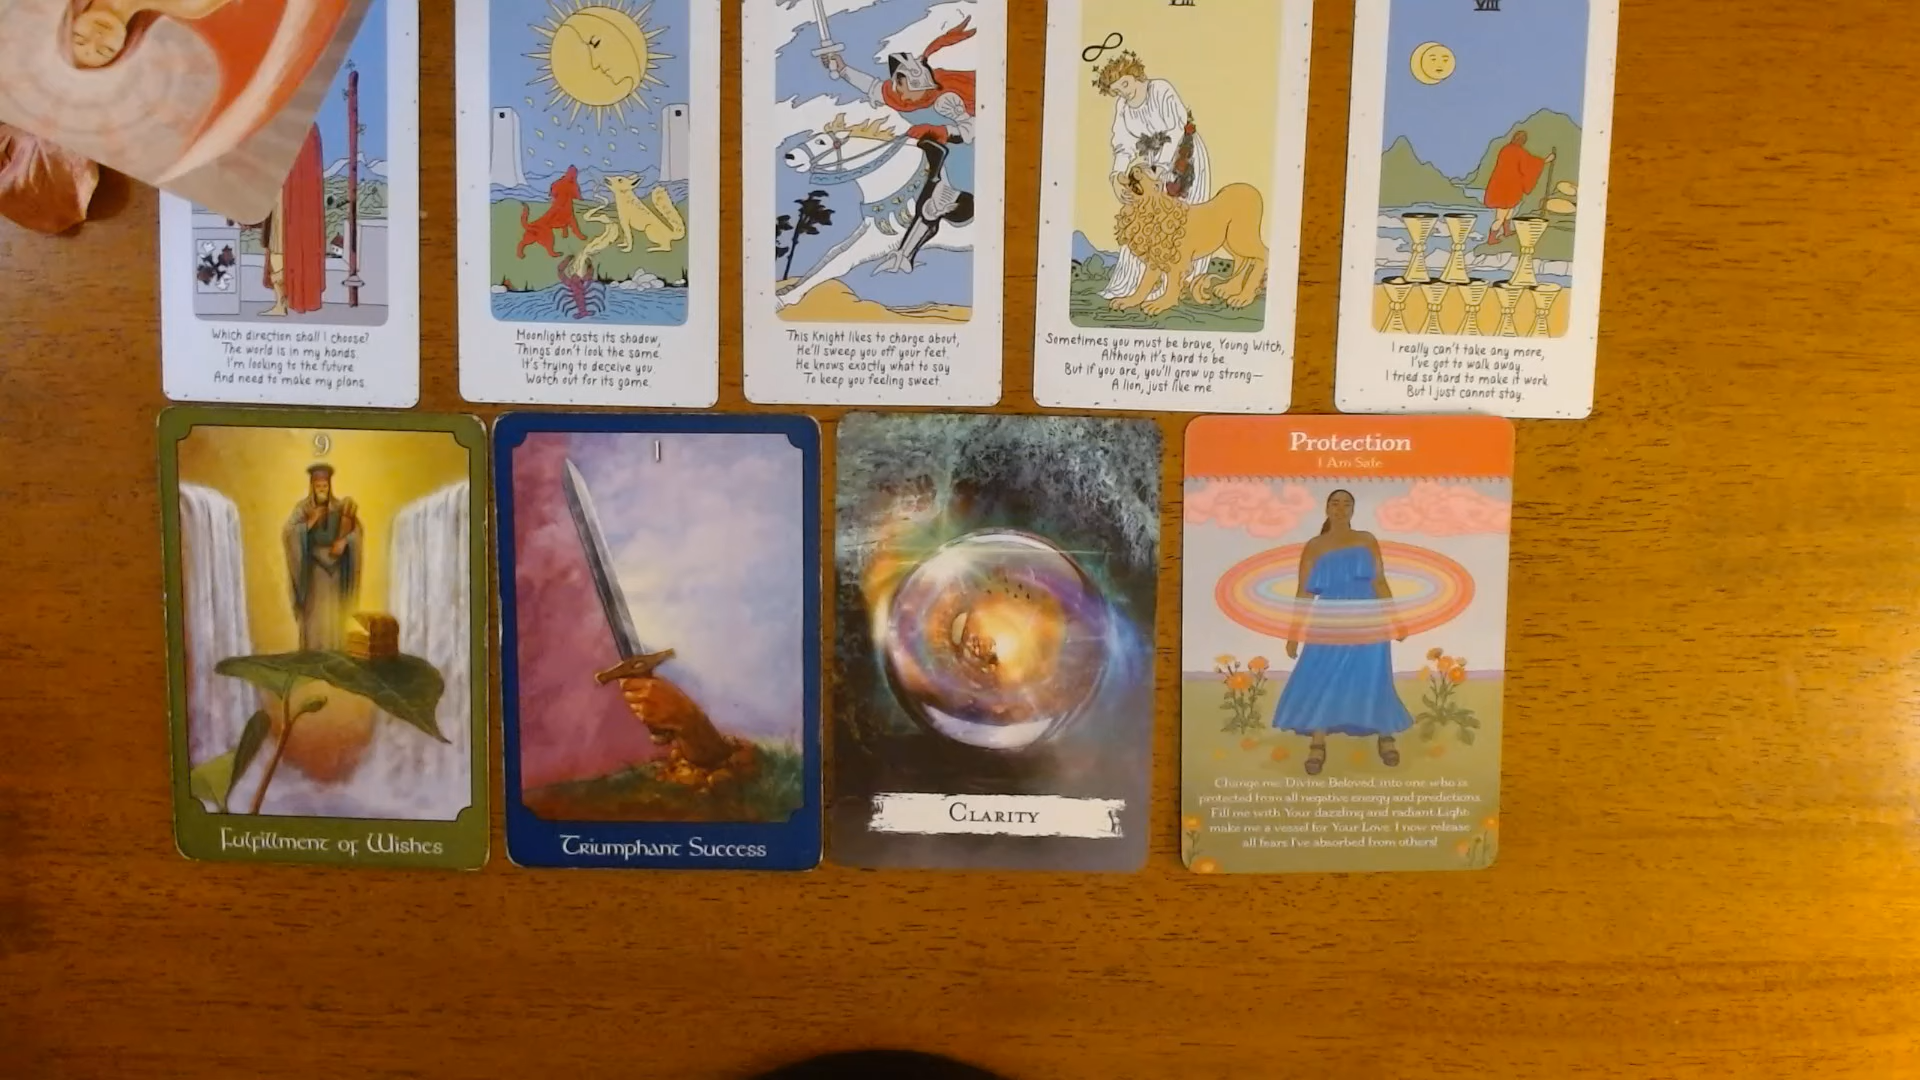 VIII
Which direction shall I choose?
The world is in my hands.
I'm looking to the future
And need to make my plans.
Moonlight casts its shadow,
Things don't look the same.
It's trying to deceive you.
Watch out for its game.
This Knight likes to charge about,
He'll sweep you off your feet.
He knows exactly what to say
To keep you feeling sweet.
Sometimes you must be brave, Young Witch,
Although it's hard to be.
But if you are, you'll grow up strong—
A lion, just like me.
I really can't take any more,
I've got to walk away.
I tried so hard to make it work
But I just cannot stay.
9
Fulfillment of Wishes
1
Triumphant Success
CLARITY
Protection
I Am Safe
Change me, Divine Beloved, into one who is
protected from all negative energy and predictions.
Fill me with Your dazzling and radiant Light;
make me a vessel for Your Love. I now release
all fears I've absorbed from others!